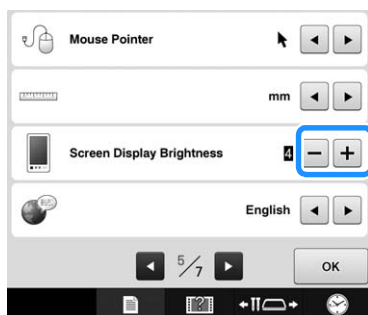 Mouse Pointer
mm
Screen Display Brightness 4 − +
English
5/7 OK